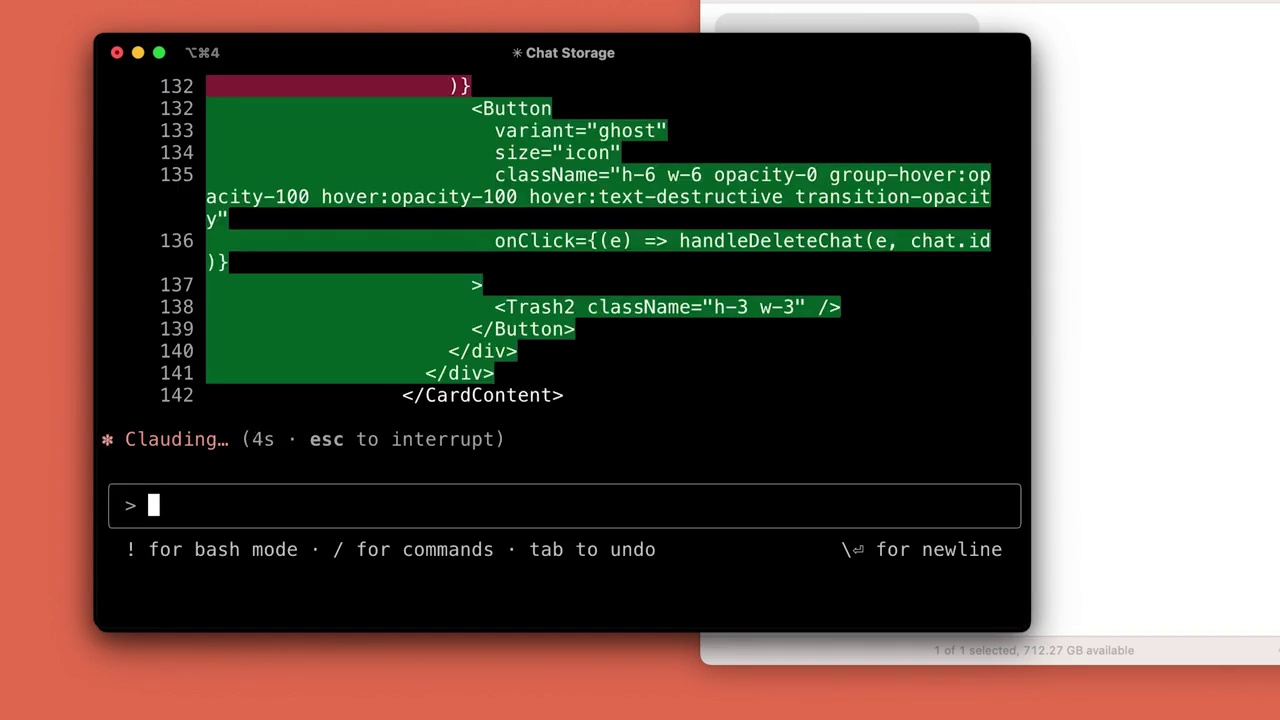 ⌥⌘4
✳ Chat Storage
132 )}
132 <Button
133 variant="ghost"
134 size="icon"
135 className="h-6 w-6 opacity-0 group-hover:op
acity-100 hover:opacity-100 hover:text-destructive transition-opacit
y"
136 onClick={(e) => handleDeleteChat(e, chat.id
)}
137 >
138 <Trash2 className="h-3 w-3" />
139 </Button>
140 </div>
141 </div>
142 </CardContent>
✻ Clauding… (4s · esc to interrupt)
>
! for bash mode · / for commands · tab to undo
\⏎ for newline
1 of 1 selected, 712.27 GB available